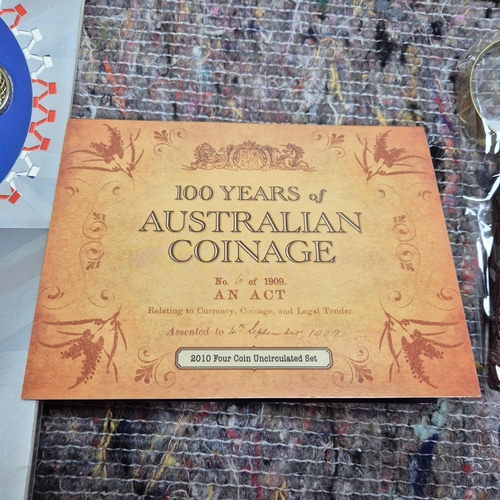 100 YEARS of
AUSTRALIAN
COINAGE
No. 6 of 1909.
AN ACT
Relating to Currency, Coinage, and Legal Tender.
Assented to 4th September, 1909
2010 Four Coin Uncirculated Set